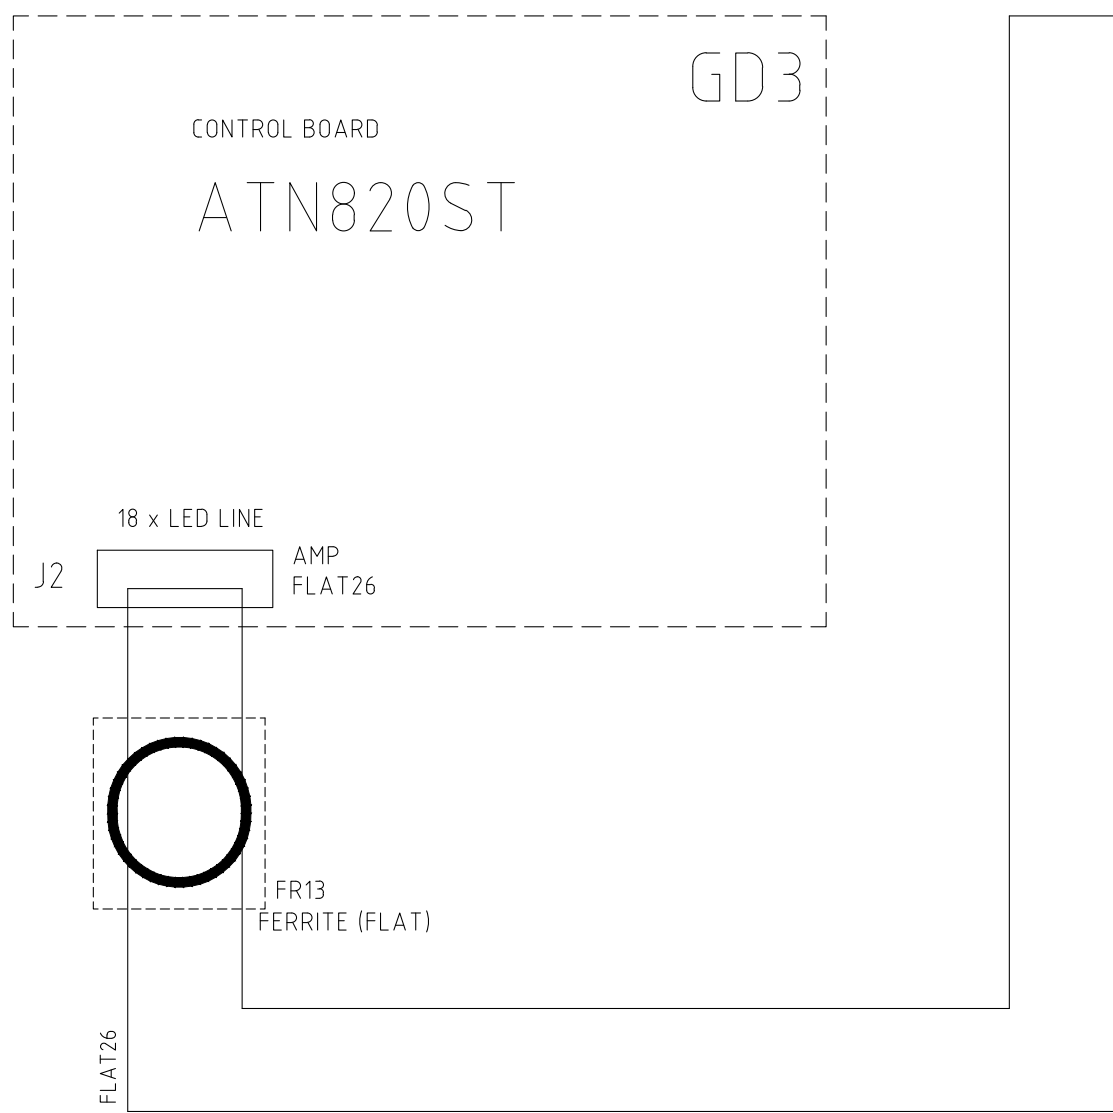 GD3
CONTROL BOARD
ATN820ST
18 x LED LINE
J2
AMP
FLAT26
FR13
FERRITE (FLAT)
FLAT26